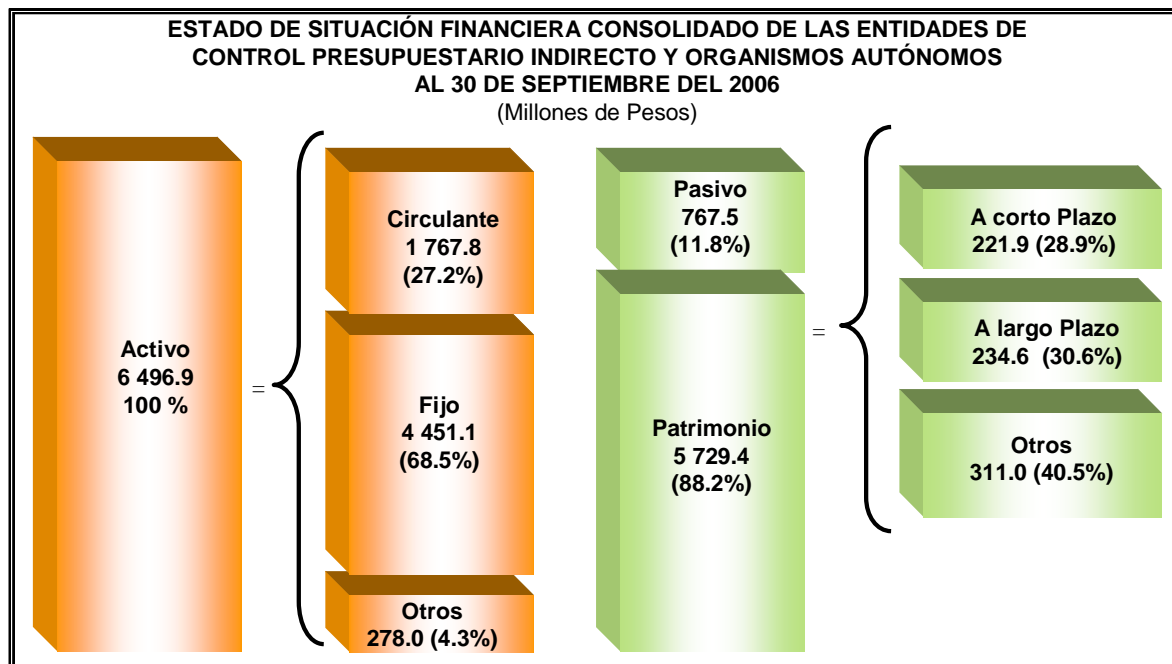 ESTADO DE SITUACIÓN FINANCIERA CONSOLIDADO DE LAS ENTIDADES DE
CONTROL PRESUPUESTARIO INDIRECTO Y ORGANISMOS AUTÓNOMOS
AL 30 DE SEPTIEMBRE DEL 2006
(Millones de Pesos)
Activo
6 496.9
100 %
=
Circulante
1 767.8
(27.2%)
Fijo
4 451.1
(68.5%)
Otros
278.0 (4.3%)
Pasivo
767.5
(11.8%)
Patrimonio
5 729.4
(88.2%)
=
A corto Plazo
221.9 (28.9%)
A largo Plazo
234.6 (30.6%)
Otros
311.0 (40.5%)